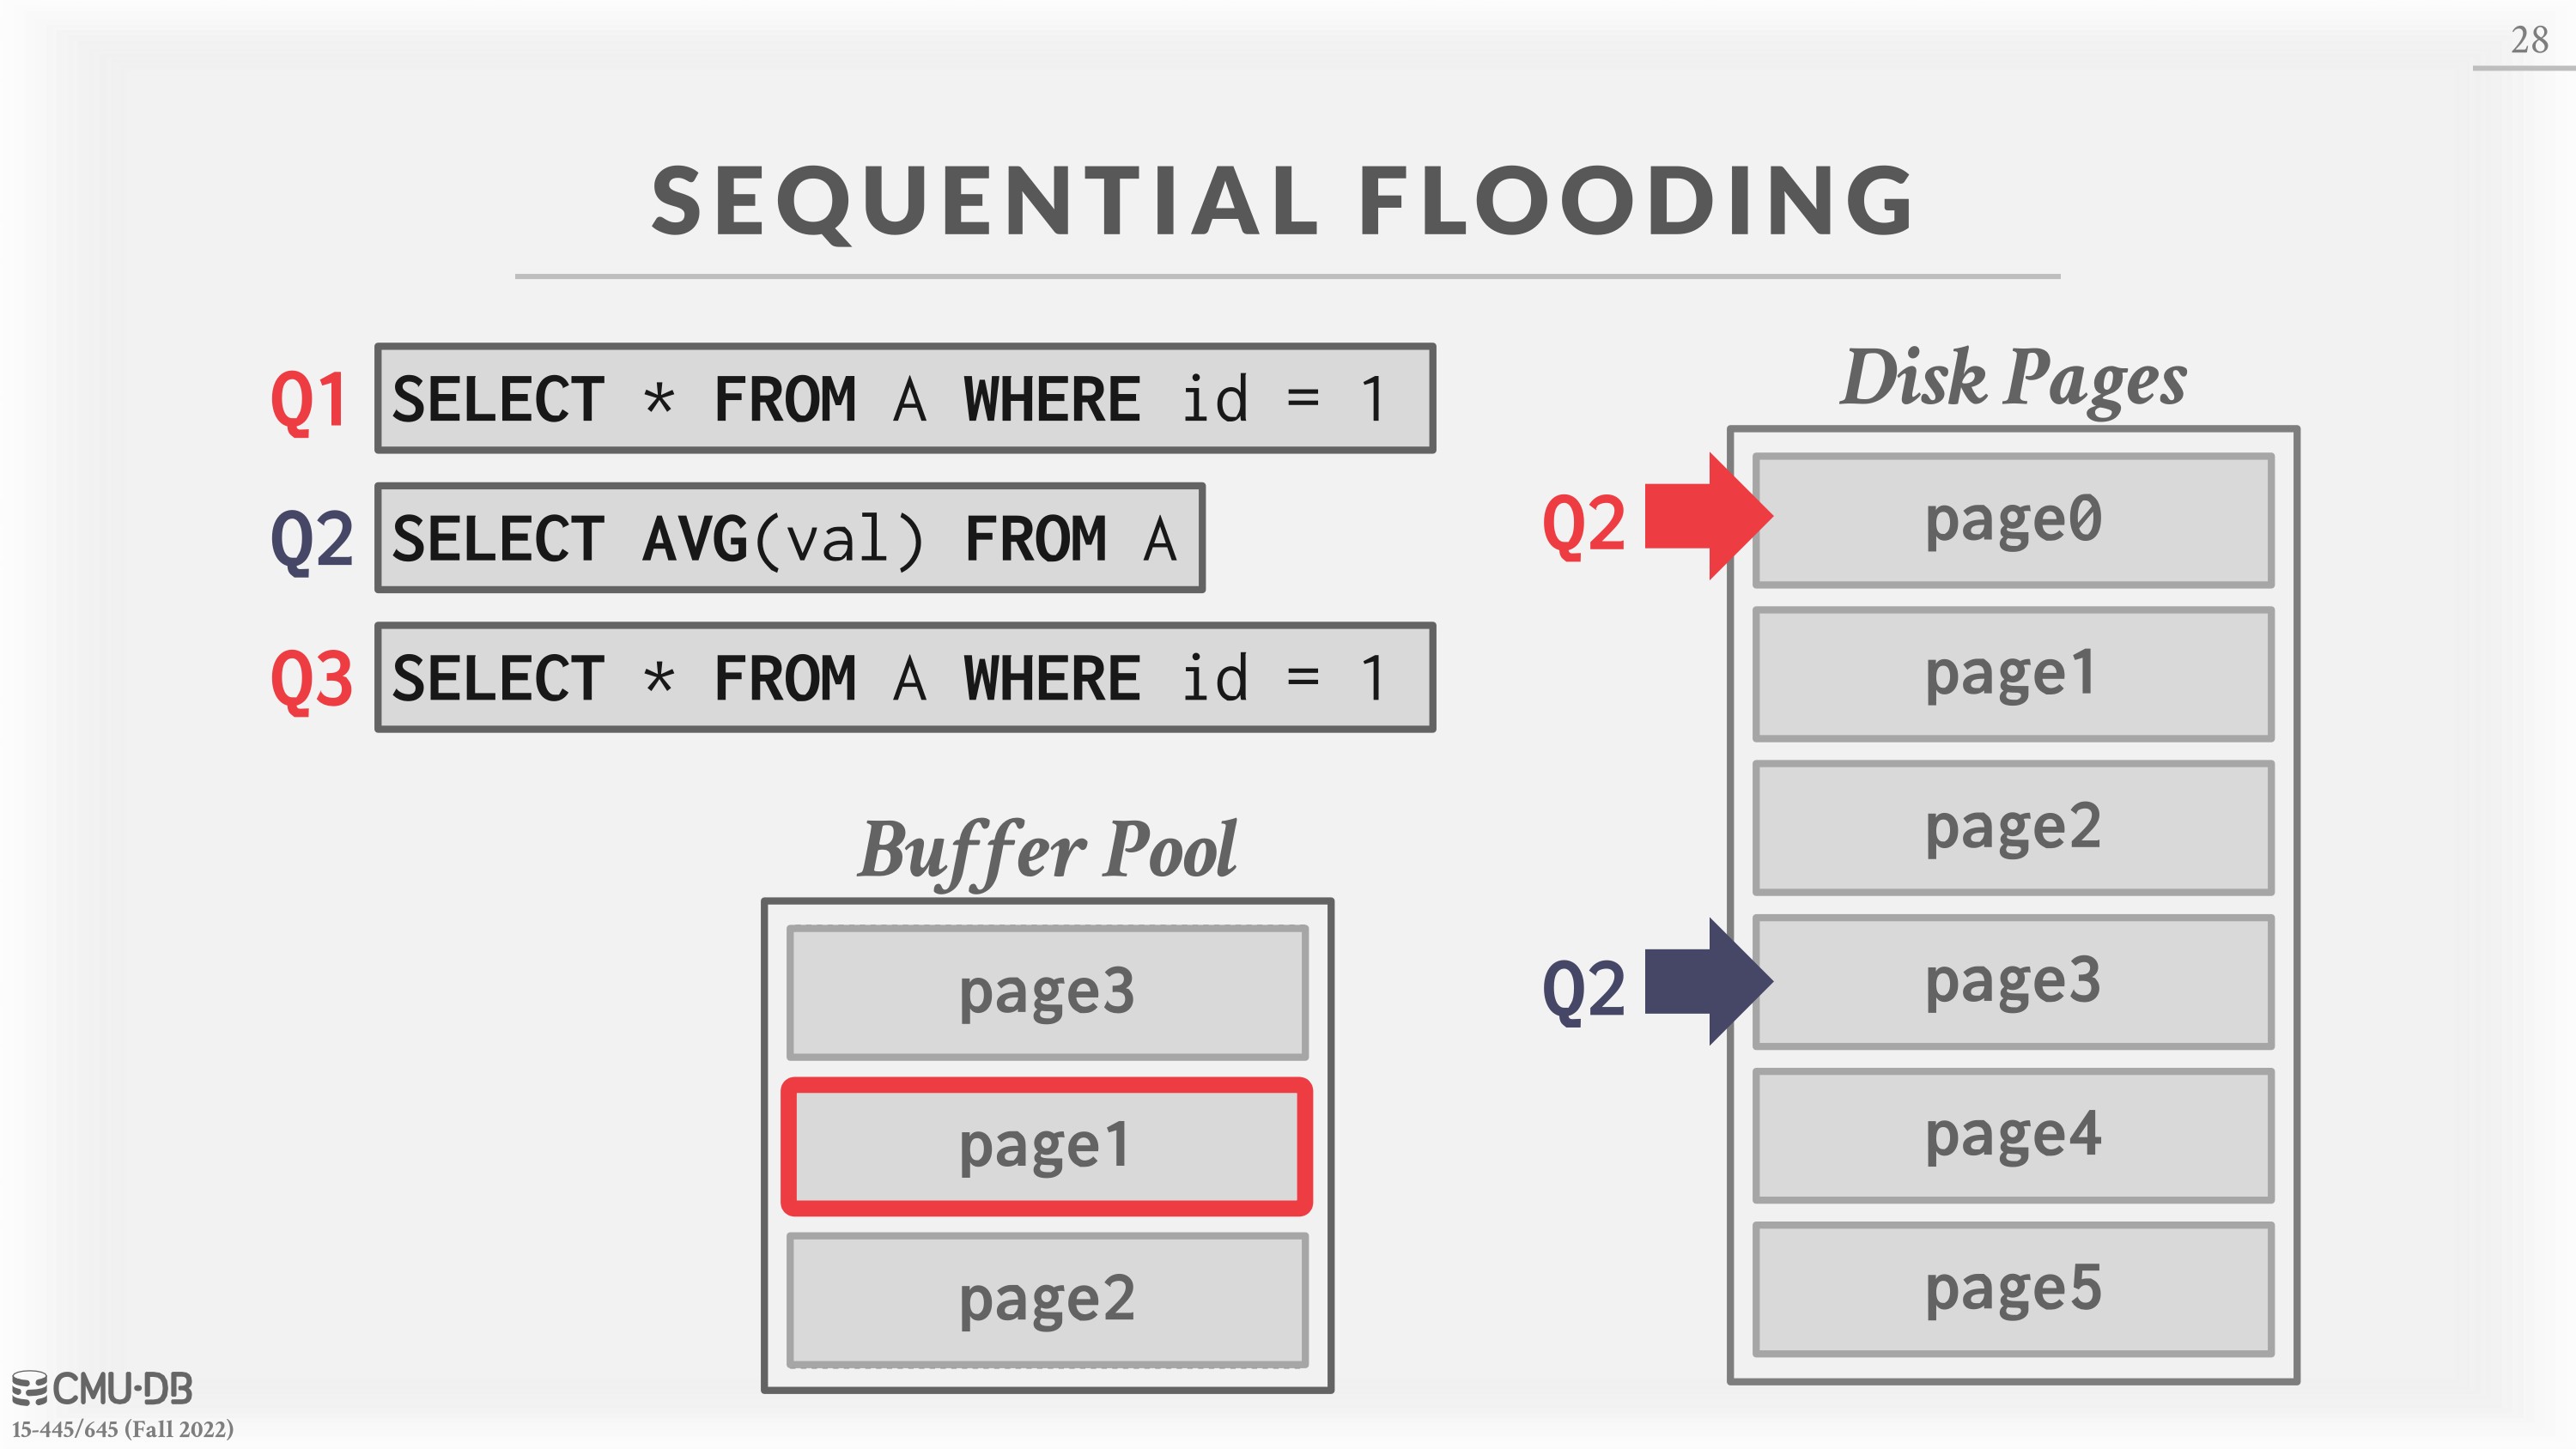 28
SEQUENTIAL FLOODING
Q1 SELECT * FROM A WHERE id = 1
Q2 SELECT AVG(val) FROM A
Q3 SELECT * FROM A WHERE id = 1
Buffer Pool
page3
page1
page2
Disk Pages
Q2 page0
page1
page2
Q2 page3
page4
page5
CMU·DB
15-445/645 (Fall 2022)